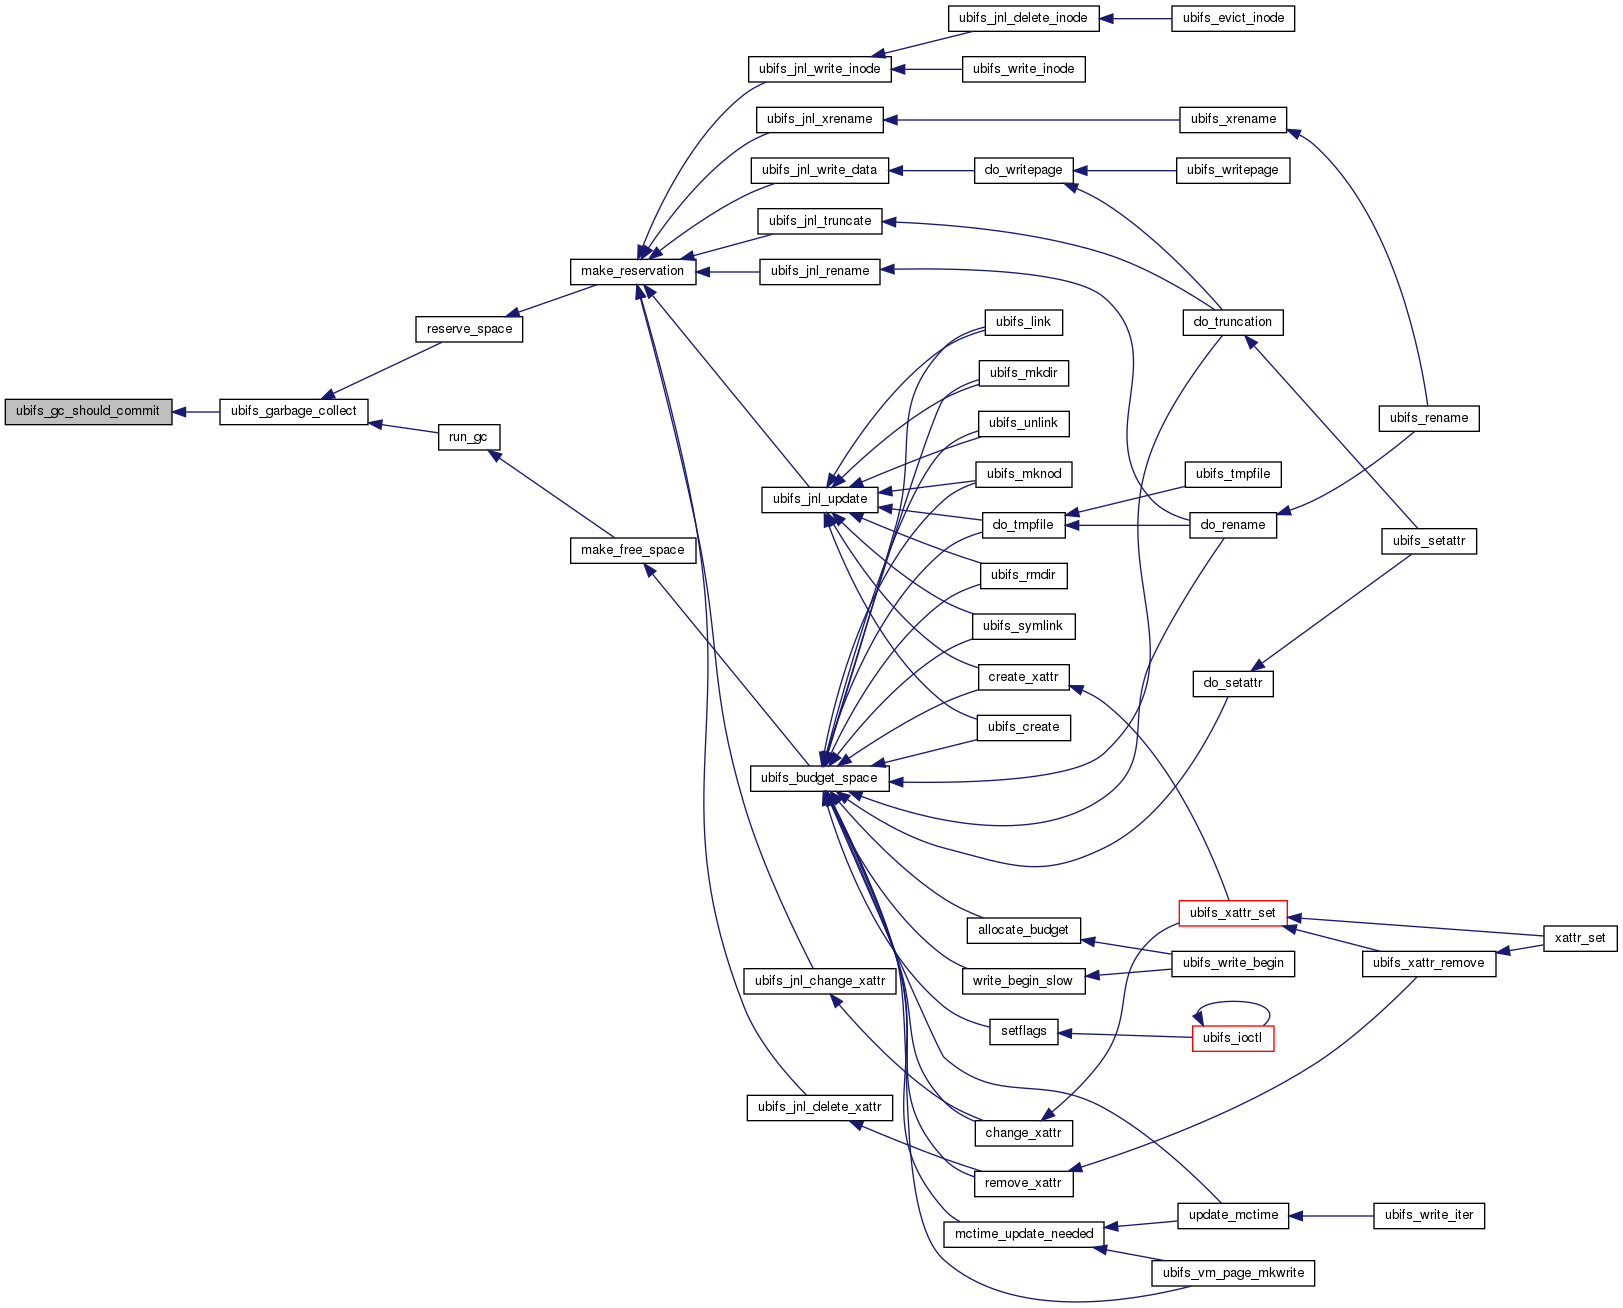 ubifs_jnl_delete_inode
ubifs_evict_inode
ubifs_jnl_write_inode
ubifs_write_inode
ubifs_jnl_xrename
ubifs_xrename
ubifs_jnl_write_data
do_writepage
ubifs_writepage
ubifs_jnl_truncate
make_reservation
ubifs_jnl_rename
reserve_space
ubifs_link
do_truncation
ubifs_mkdir
ubifs_gc_should_commit
ubifs_garbage_collect
ubifs_rename
run_gc
ubifs_unlink
ubifs_mknod
ubifs_tmpfile
ubifs_jnl_update
do_tmpfile
do_rename
ubifs_setattr
make_free_space
ubifs_rmdir
ubifs_symlink
create_xattr
do_setattr
ubifs_create
ubifs_budget_space
ubifs_xattr_set
allocate_budget
xattr_set
ubifs_write_begin
ubifs_xattr_remove
ubifs_jnl_change_xattr
write_begin_slow
setflags
ubifs_ioctl
ubifs_jnl_delete_xattr
change_xattr
remove_xattr
update_mctime
ubifs_write_iter
mctime_update_needed
ubifs_vm_page_mkwrite